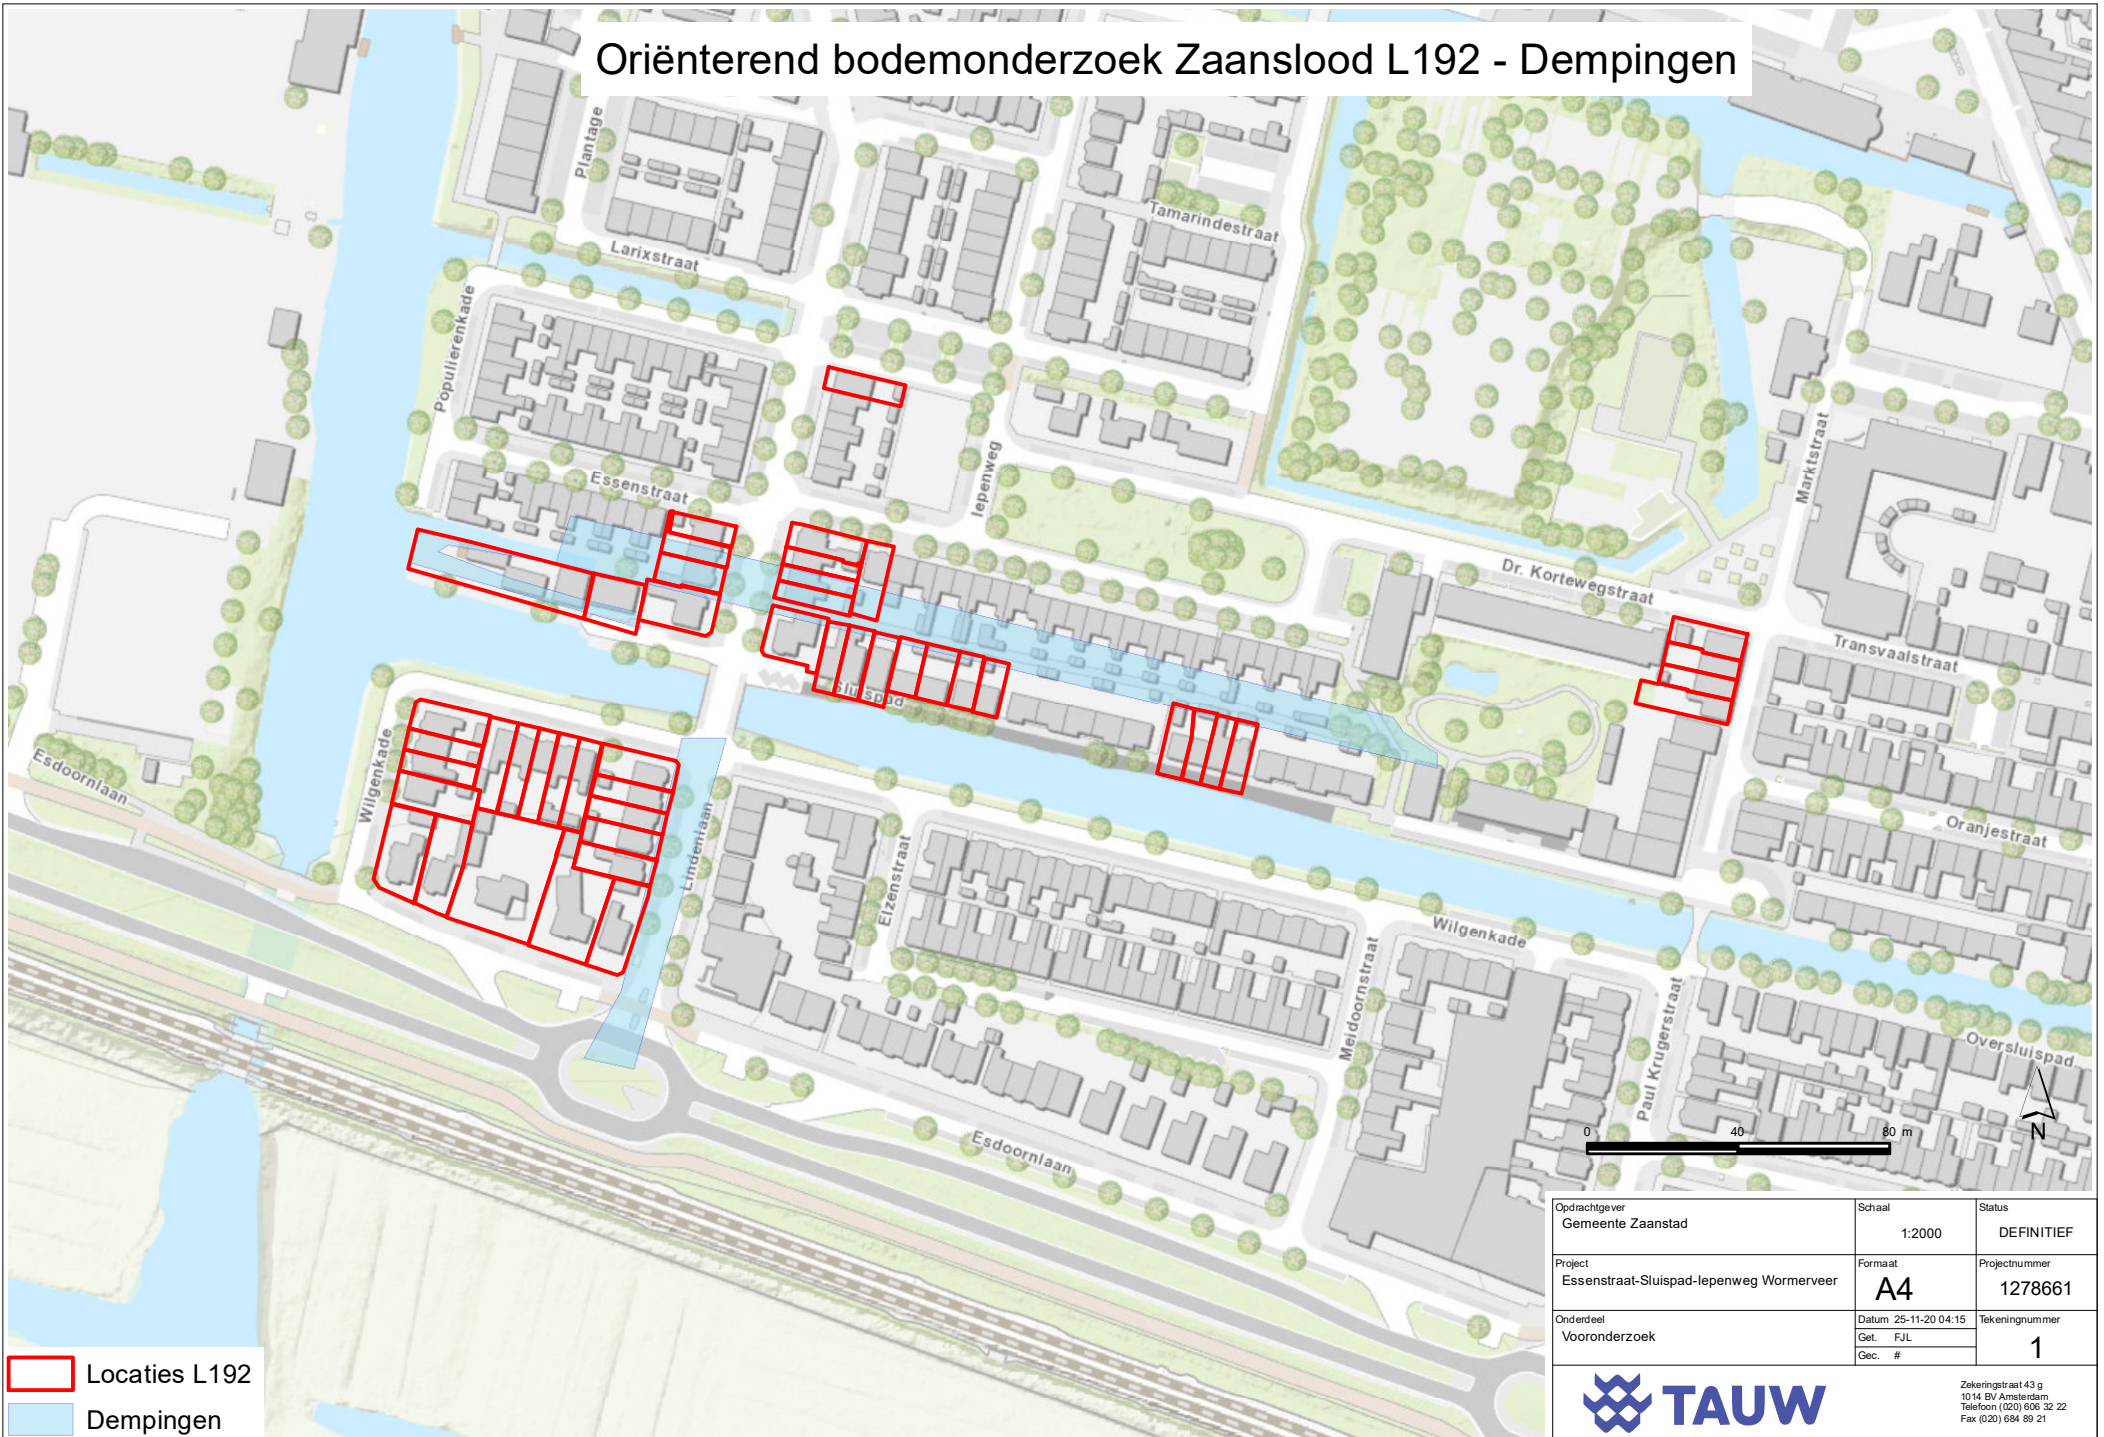 Oriënterend bodemonderzoek Zaanslood L192 - Dempingen
Plantage
Tamarindestraat
Larixstraat
Populierenkade
Iepenweg
Essenstraat
Marktstraat
Dr. Kortewegstraat
Transvaalstraat
Sluispad
Wilgenkade
Esdoornlaan
Lindenlaan
Elzenstraat
Oranjestraat
Wilgenkade
Meidoornstraat
Paul Krugerstraat
Oversluispad
Esdoornlaan
0 40 80 m
N
Opdrachtgever
Gemeente Zaanstad
Schaal
1:2000
Status
DEFINITIEF
Project
Essenstraat-Sluispad-Iepenweg Wormerveer
Formaat
A4
Projectnummer
1278661
Onderdeel
Vooronderzoek
Datum 25-11-20 04:15
Get. FJL
Gec. #
Tekeningnummer
1
TAUW
Zekeringstraat 43 g
1014 BV Amsterdam
Telefoon (020) 606 32 22
Fax (020) 684 89 21
Locaties L192
Dempingen